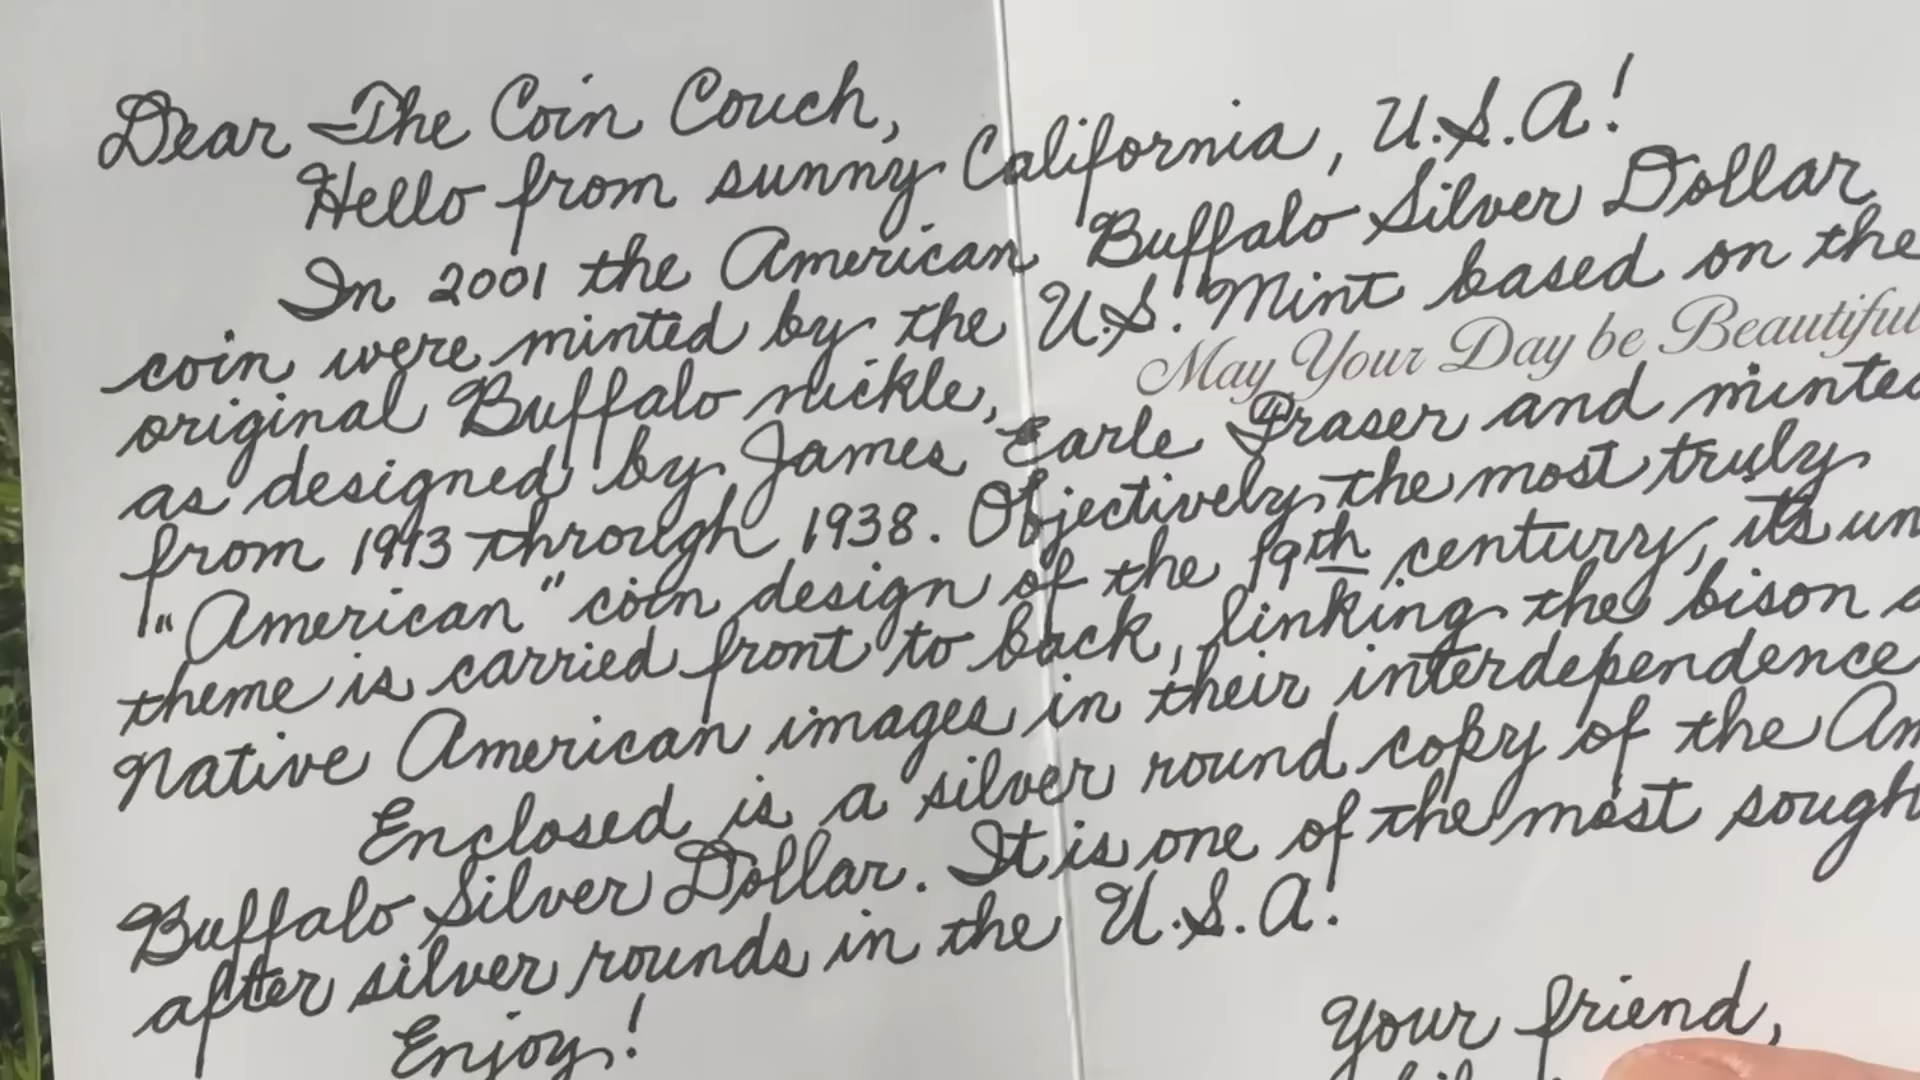 Dear The Coin Couch,
Hello from sunny California, U.S.A!
In 2001 the American Buffalo Silver Dollar
coin were minted by the U.S. Mint based on the
May Your Day be Beautiful
original Buffalo nickle,
as designed by James Earle Fraser and minted
from 1913 through 1938. Objectively the most truly
"American" coin design of the 19th century, its
theme is carried front to back, linking the bison
Native American images in their interdependence
Enclosed is a silver round copy of the
Buffalo Silver Dollar. It is one of the most sought
after silver rounds in the U.S.A!
Enjoy!
Your friend,